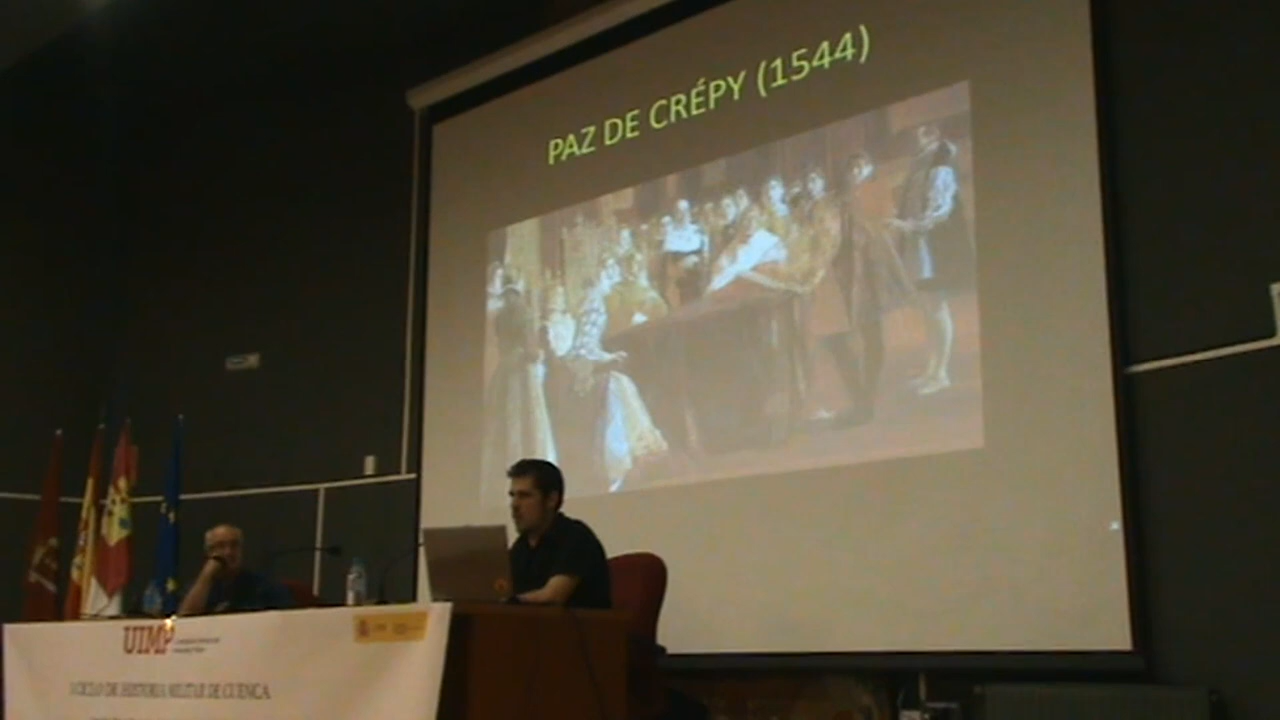 PAZ DE CRÉPY (1544)
UIMP
I CICLO DE HISTORIA MILITAR DE CUENCA